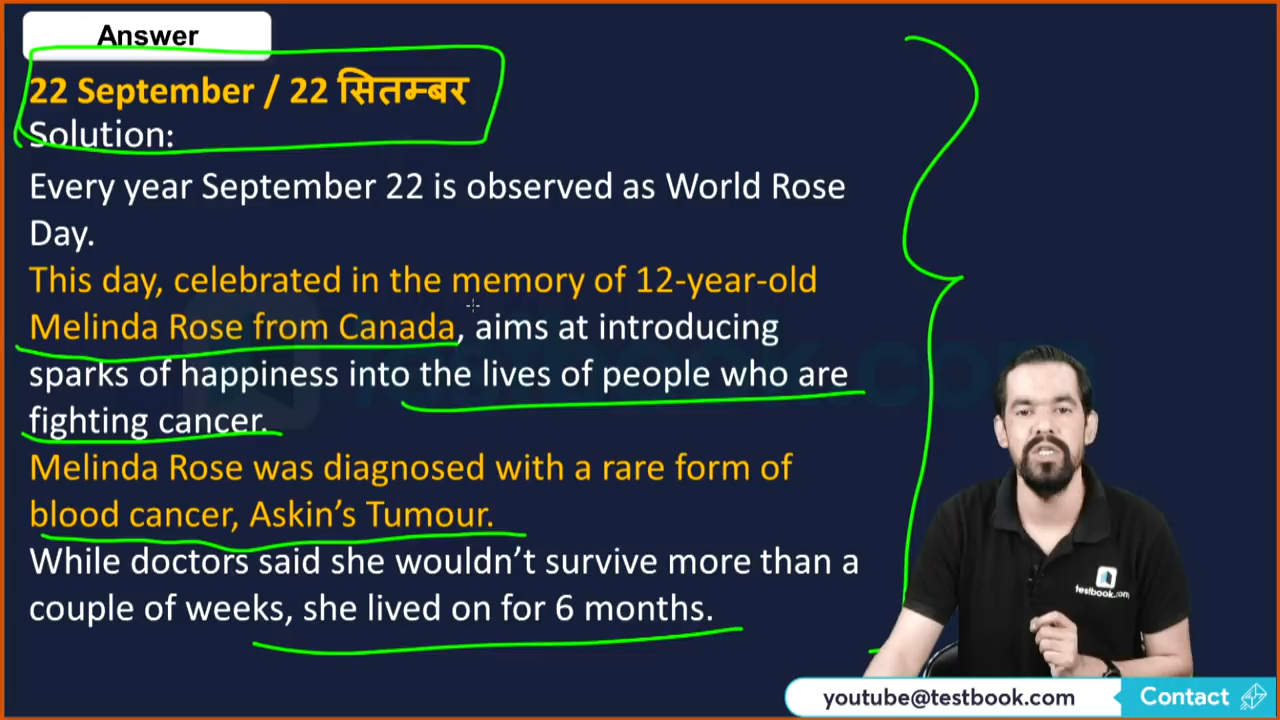 Answer
22 September / 22 सितम्बर
Solution:
Every year September 22 is observed as World Rose
Day.
This day, celebrated in the memory of 12-year-old
Melinda Rose from Canada, aims at introducing
sparks of happiness into the lives of people who are
fighting cancer.
Melinda Rose was diagnosed with a rare form of
blood cancer, Askin’s Tumour.
While doctors said she wouldn’t survive more than a
couple of weeks, she lived on for 6 months.
testbook.com
testbook.com
youtube@testbook.com
Contact